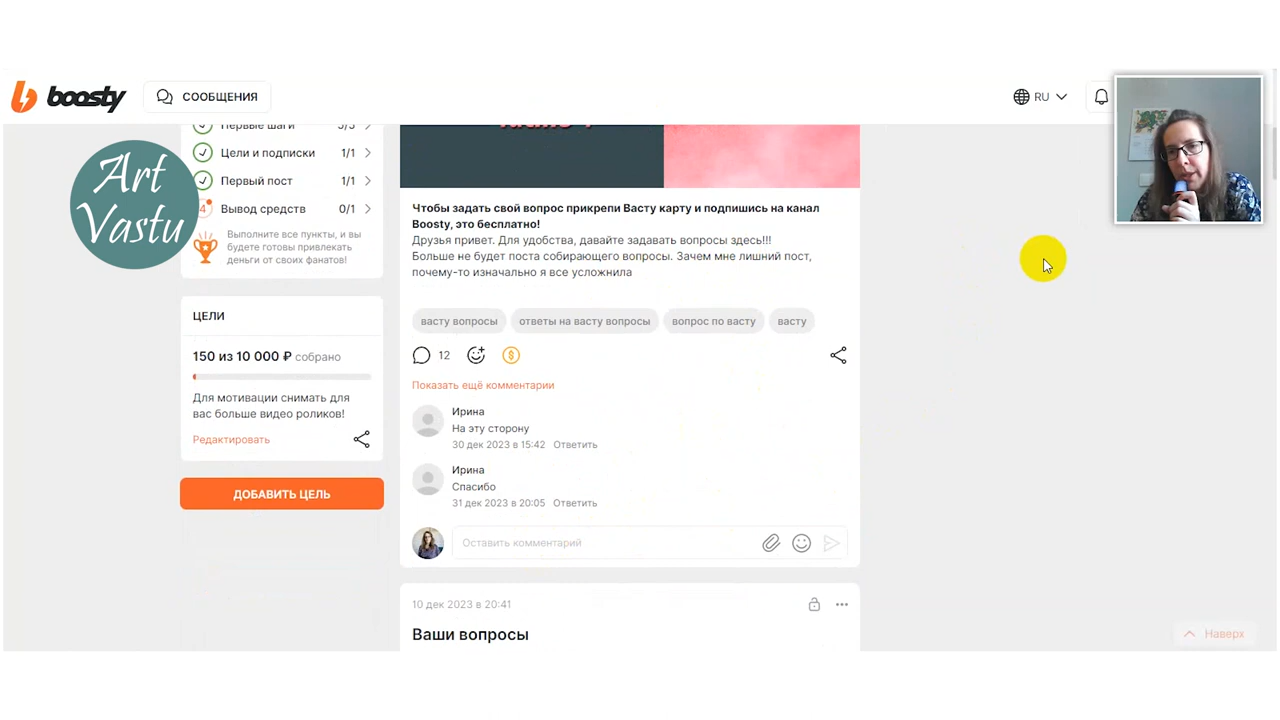 boosty
СООБЩЕНИЯ
RU
Art
Vastu
Первые шаги
Цели и подписки 1/1
Первый пост 1/1
Вывод средств 0/1
Выполните все пункты, и вы
будете готовы привлекать
деньги от своих фанатов!
ЦЕЛИ
150 из 10 000 ₽ собрано
Для мотивации снимать для
вас больше видео роликов!
Редактировать
ДОБАВИТЬ ЦЕЛЬ
Чтобы задать свой вопрос прикрепи Васту карту и подпишись на канал
Boosty, это бесплатно!
Друзья привет. Для удобства, давайте задавать вопросы здесь!!!
Больше не будет поста собирающего вопросы. Зачем мне лишний пост,
почему-то изначально я все усложнила
васту вопросы ответы на васту вопросы вопрос по васту васту
12
Показать ещё комментарии
Ирина
На эту сторону
30 дек 2023 в 15:42 Ответить
Ирина
Спасибо
31 дек 2023 в 20:05 Ответить
Оставить комментарий
10 дек 2023 в 20:41
Ваши вопросы
Наверх